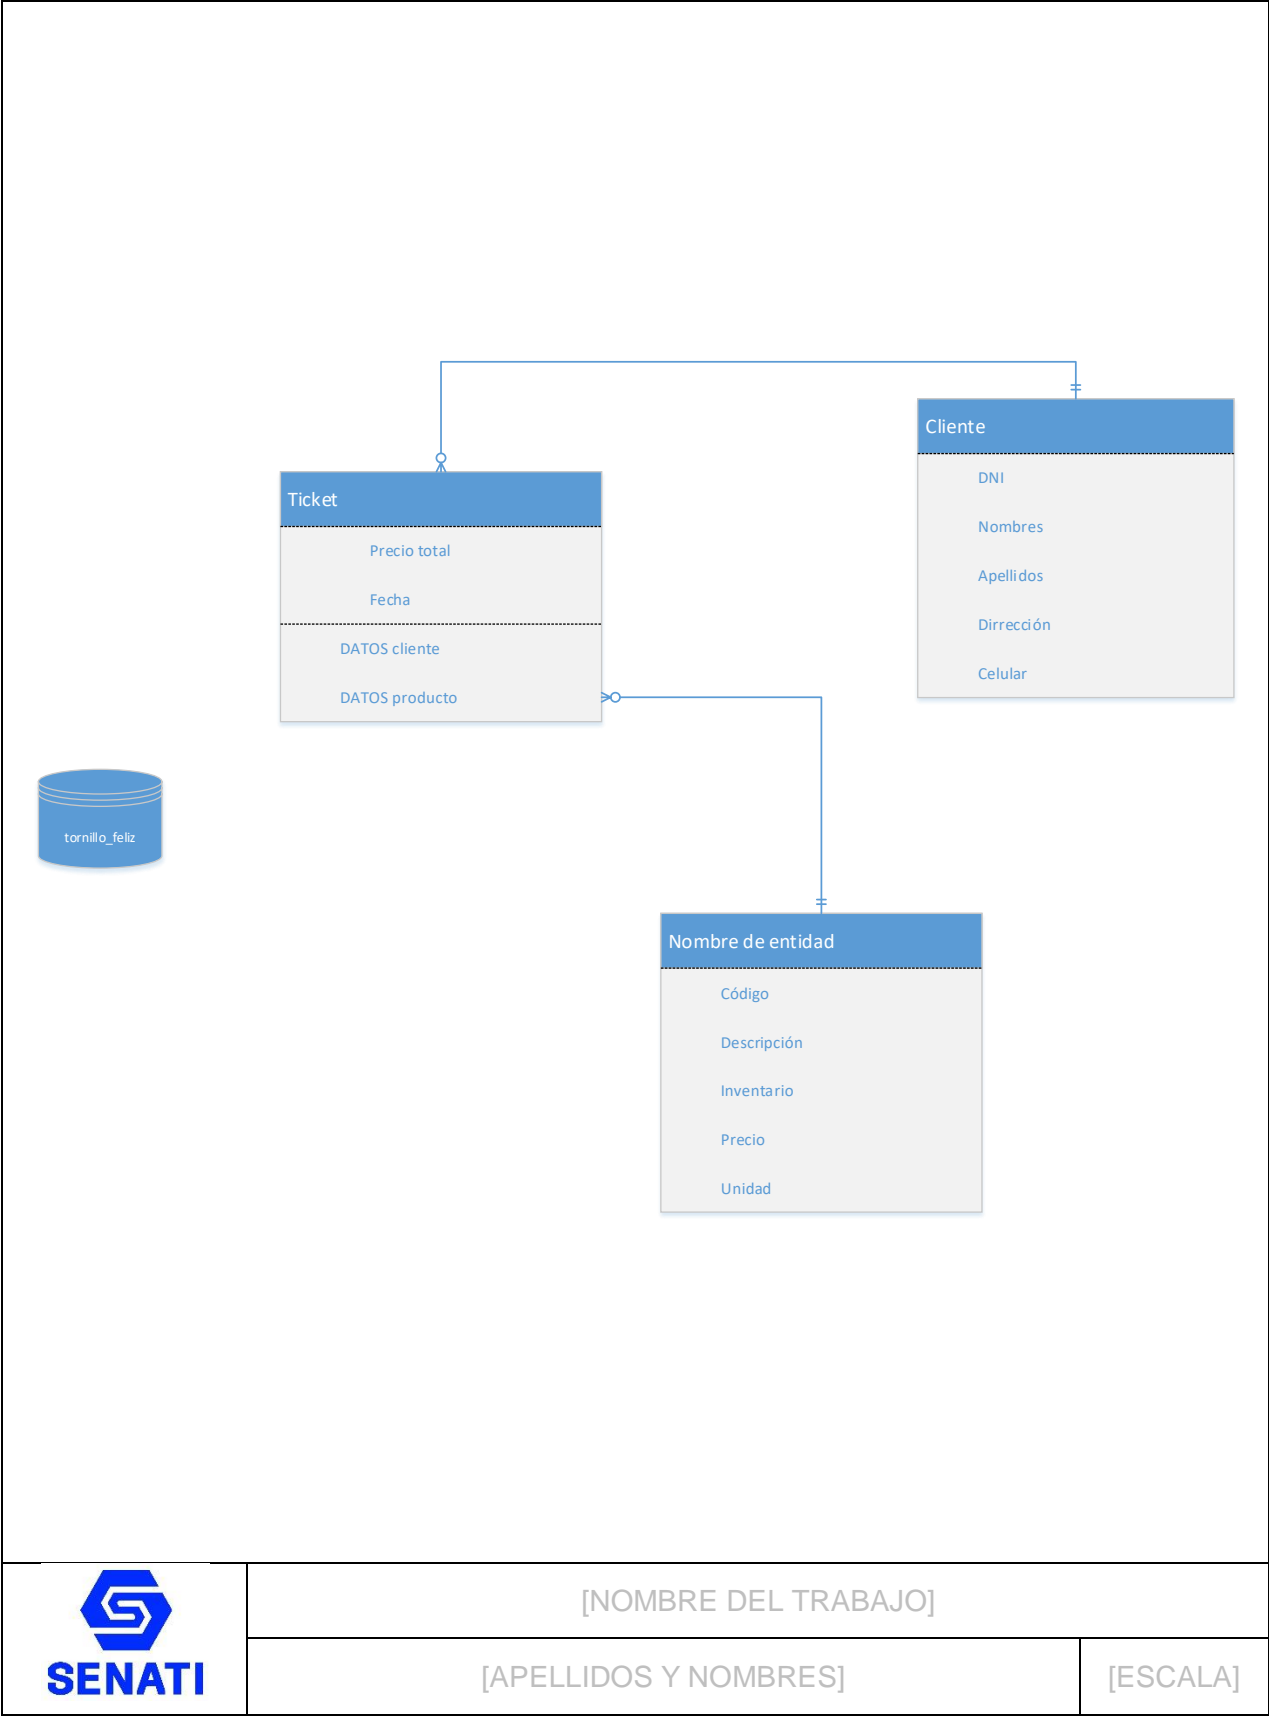 Cliente
DNI
Nombres
Apellidos
Dirrección
Celular
Ticket
Precio total
Fecha
DATOS cliente
DATOS producto
tornillo_feliz
Nombre de entidad
Código
Descripción
Inventario
Precio
Unidad
SENATI
[NOMBRE DEL TRABAJO]
[APELLIDOS Y NOMBRES]
[ESCALA]